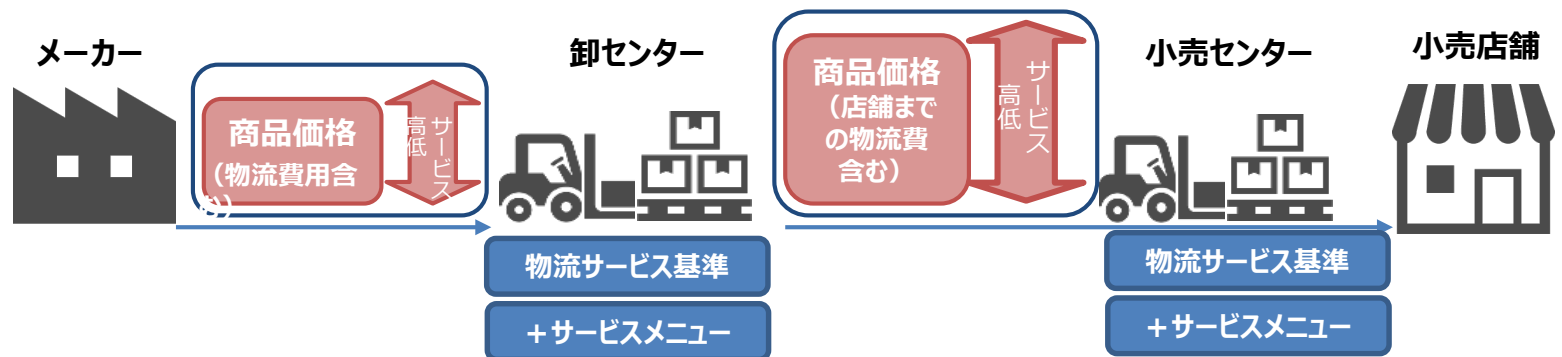 メーカー
商品価格
（物流費用含
む）
サービス
高低
卸センター
物流サービス基準
＋サービスメニュー
商品価格
（店舗まで
の物流費
含む）
サービス
高低
小売センター
物流サービス基準
＋サービスメニュー
小売店舗